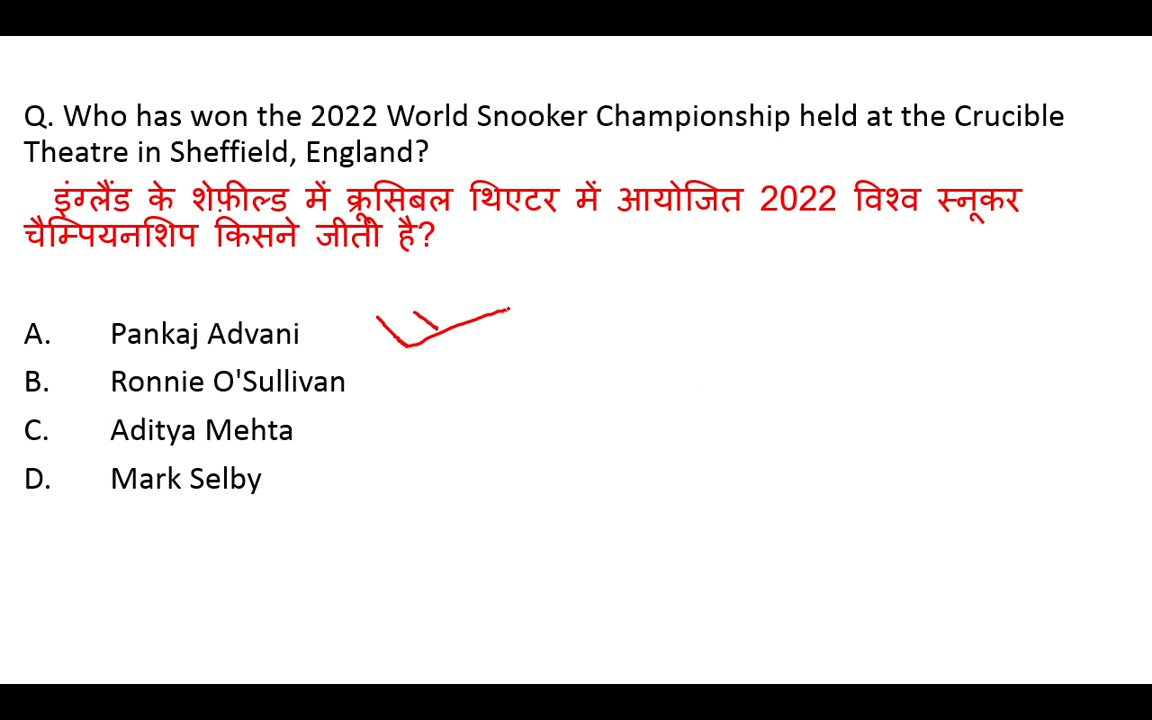 Q. Who has won the 2022 World Snooker Championship held at the Crucible
Theatre in Sheffield, England?
इंग्लैंड के शेफ़ील्ड में क्रूसिबल थिएटर में आयोजित 2022 विश्व स्नूकर
चैम्पियनशिप किसने जीती है?
A. Pankaj Advani
B. Ronnie O'Sullivan
C. Aditya Mehta
D. Mark Selby